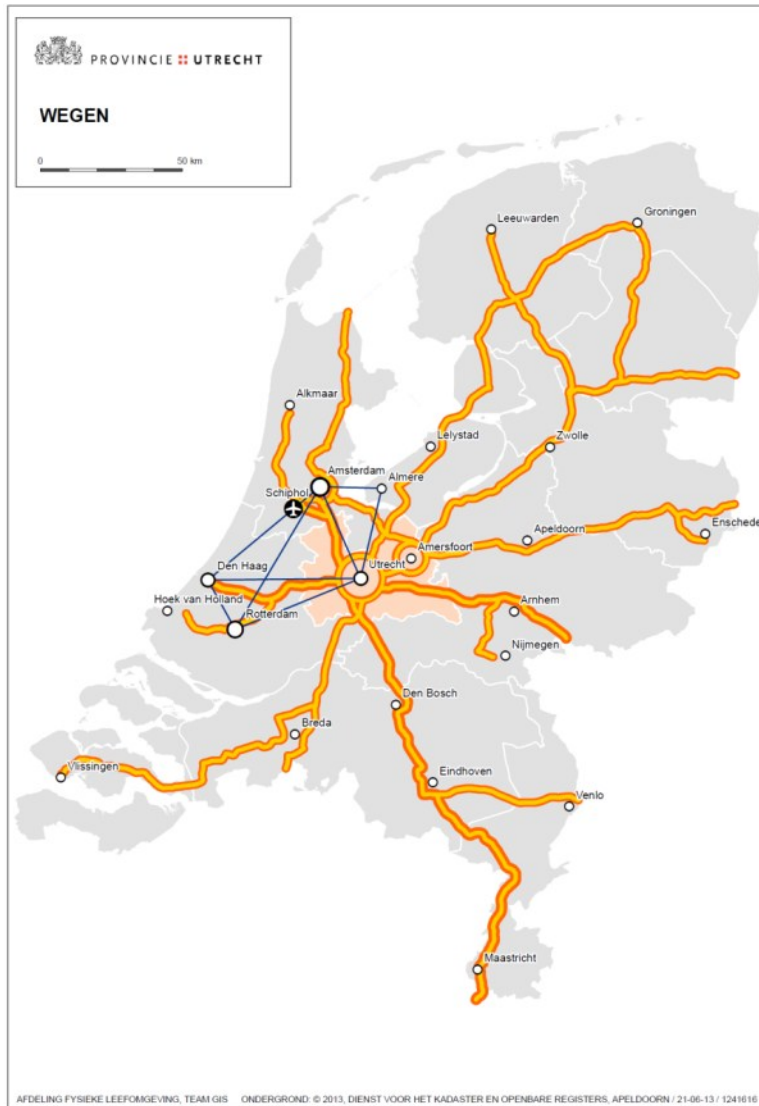 PROVINCIE UTRECHT
WEGEN
0 50 km
Leeuwarden
Groningen
Alkmaar
Lelystad
Zwolle
Amsterdam
Almere
Schiphol
Apeldoorn
Enschede
Amersfoort
Den Haag
Utrecht
Hoek van Holland
Arnhem
Rotterdam
Nijmegen
Den Bosch
Breda
Vlissingen
Eindhoven
Venlo
Maastricht
AFDELING FYSIEKE LEEFOMGEVING, TEAM GIS ONDERGROND: © 2013, DIENST VOOR HET KADASTER EN OPENBARE REGISTERS, APELDOORN / 21-06-13 / 1241616